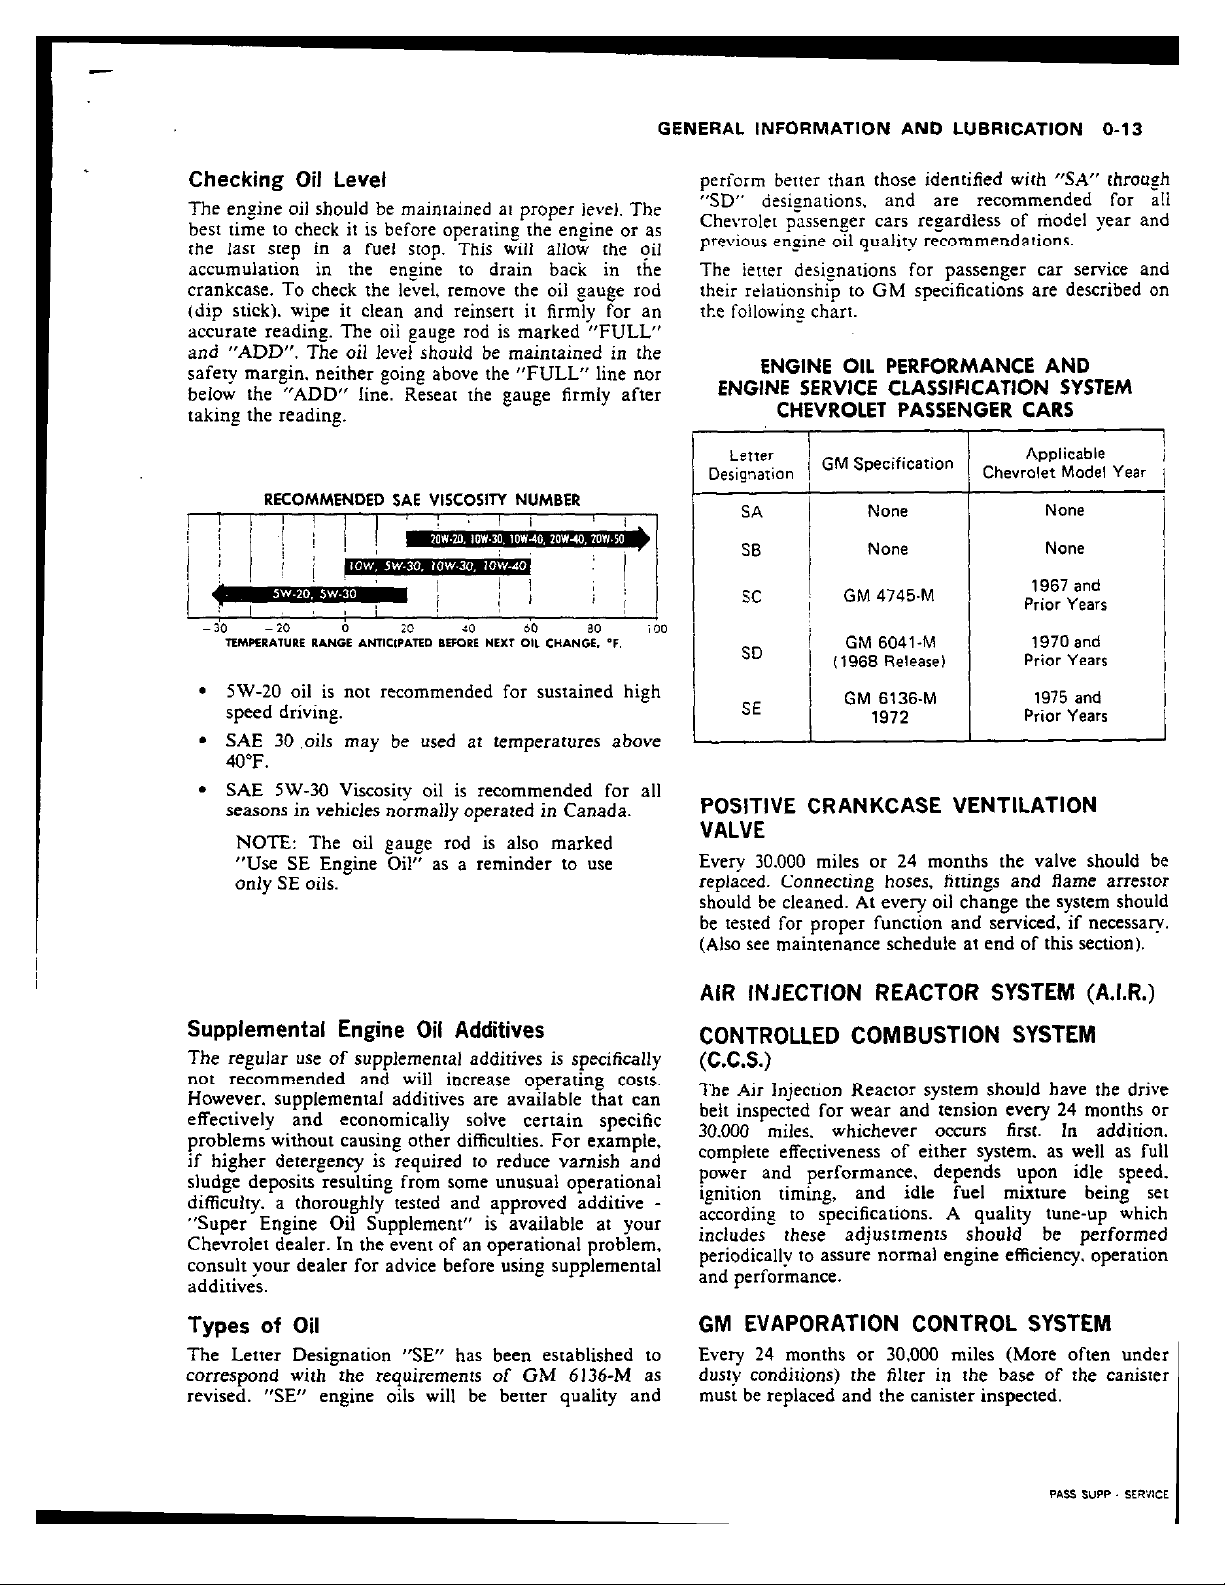 GENERAL INFORMATION AND LUBRICATION 0-13
Checking Oil Level
The engine oil should be maintained at proper level. The
best time to check it is before operating the engine or as
the last step in a fuel stop. This will allow the oil
accumulation in the engine to drain back in the
crankcase. To check the level, remove the oil gauge rod
(dip stick), wipe it clean and reinsert it firmly for an
accurate reading. The oil gauge rod is marked "FULL"
and "ADD". The oil level should be maintained in the
safety margin, neither going above the "FULL" line nor
below the "ADD" line. Reseat the gauge firmly after
taking the reading.
RECOMMENDED SAE VISCOSITY NUMBER
20W-20, 10W-30, 10W-40, 20W-40, 20W-50
10W, 5W-30, 10W-30, 10W-40
5W-20, 5W-30
-30 -20 0 20 40 60 80 100
TEMPERATURE RANGE ANTICIPATED BEFORE NEXT OIL CHANGE, °F.
• 5W-20 oil is not recommended for sustained high
speed driving.
• SAE 30 oils may be used at temperatures above
40°F.
• SAE 5W-30 Viscosity oil is recommended for all
seasons in vehicles normally operated in Canada.
NOTE: The oil gauge rod is also marked
"Use SE Engine Oil" as a reminder to use
only SE oils.
Supplemental Engine Oil Additives
The regular use of supplemental additives is specifically
not recommended and will increase operating costs.
However, supplemental additives are available that can
effectively and economically solve certain specific
problems without causing other difficulties. For example,
if higher detergency is required to reduce varnish and
sludge deposits resulting from some unusual operational
difficulty, a thoroughly tested and approved additive -
"Super Engine Oil Supplement" is available at your
Chevrolet dealer. In the event of an operational problem,
consult your dealer for advice before using supplemental
additives.
Types of Oil
The Letter Designation "SE" has been established to
correspond with the requirements of GM 6136-M as
revised. "SE" engine oils will be better quality and
perform better than those identified with "SA" through
"SD" designations, and are recommended for all
Chevrolet passenger cars regardless of model year and
previous engine oil quality recommendations.
The letter designations for passenger car service and
their relationship to GM specifications are described on
the following chart.
ENGINE OIL PERFORMANCE AND
ENGINE SERVICE CLASSIFICATION SYSTEM
CHEVROLET PASSENGER CARS
Letter Designation GM Specification Applicable Chevrolet Model Year
SA None None
SB None None
SC GM 4745-M 1967 and Prior Years
SD GM 6041-M (1968 Release) 1970 and Prior Years
SE GM 6136-M 1972 1975 and Prior Years
POSITIVE CRANKCASE VENTILATION
VALVE
Every 30.000 miles or 24 months the valve should be
replaced. Connecting hoses, fittings and flame arrestor
should be cleaned. At every oil change the system should
be tested for proper function and serviced, if necessary.
(Also see maintenance schedule at end of this section).
AIR INJECTION REACTOR SYSTEM (A.I.R.)
CONTROLLED COMBUSTION SYSTEM
(C.C.S.)
The Air Injection Reactor system should have the drive
belt inspected for wear and tension every 24 months or
30.000 miles, whichever occurs first. In addition,
complete effectiveness of either system, as well as full
power and performance, depends upon idle speed,
ignition timing, and idle fuel mixture being set
according to specifications. A quality tune-up which
includes these adjustments should be performed
periodically to assure normal engine efficiency, operation
and performance.
GM EVAPORATION CONTROL SYSTEM
Every 24 months or 30,000 miles (More often under
dusty conditions) the filter in the base of the canister
must be replaced and the canister inspected.
PASS SUPP - SERVICE